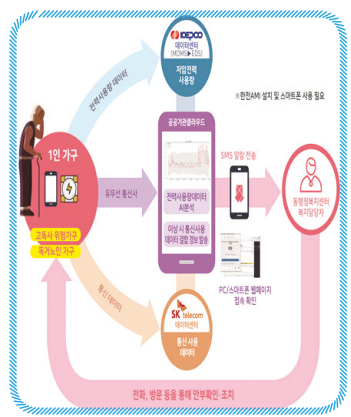 KEPCO
데이터센터
(MDMS▶EDS)
저압전력
사용량
※한전AMI 설치 및 스마트폰 사용 필요
전력사용량 데이터
공공기관클라우드
1인 가구
SMS 알림 전송
유무선 통신사
전력사용량데이터
AI분석
이상 시 통신사용
데이터 결합 경보 발송
고독사 위험가구
독거노인 가구
동행정복지센터
복지담당자
통신 데이터
PC/스마트폰 웹페이지
접속 확인
SK telecom
데이터센터
통신 사용
데이터
전화, 방문 등을 통해 안부확인·조치